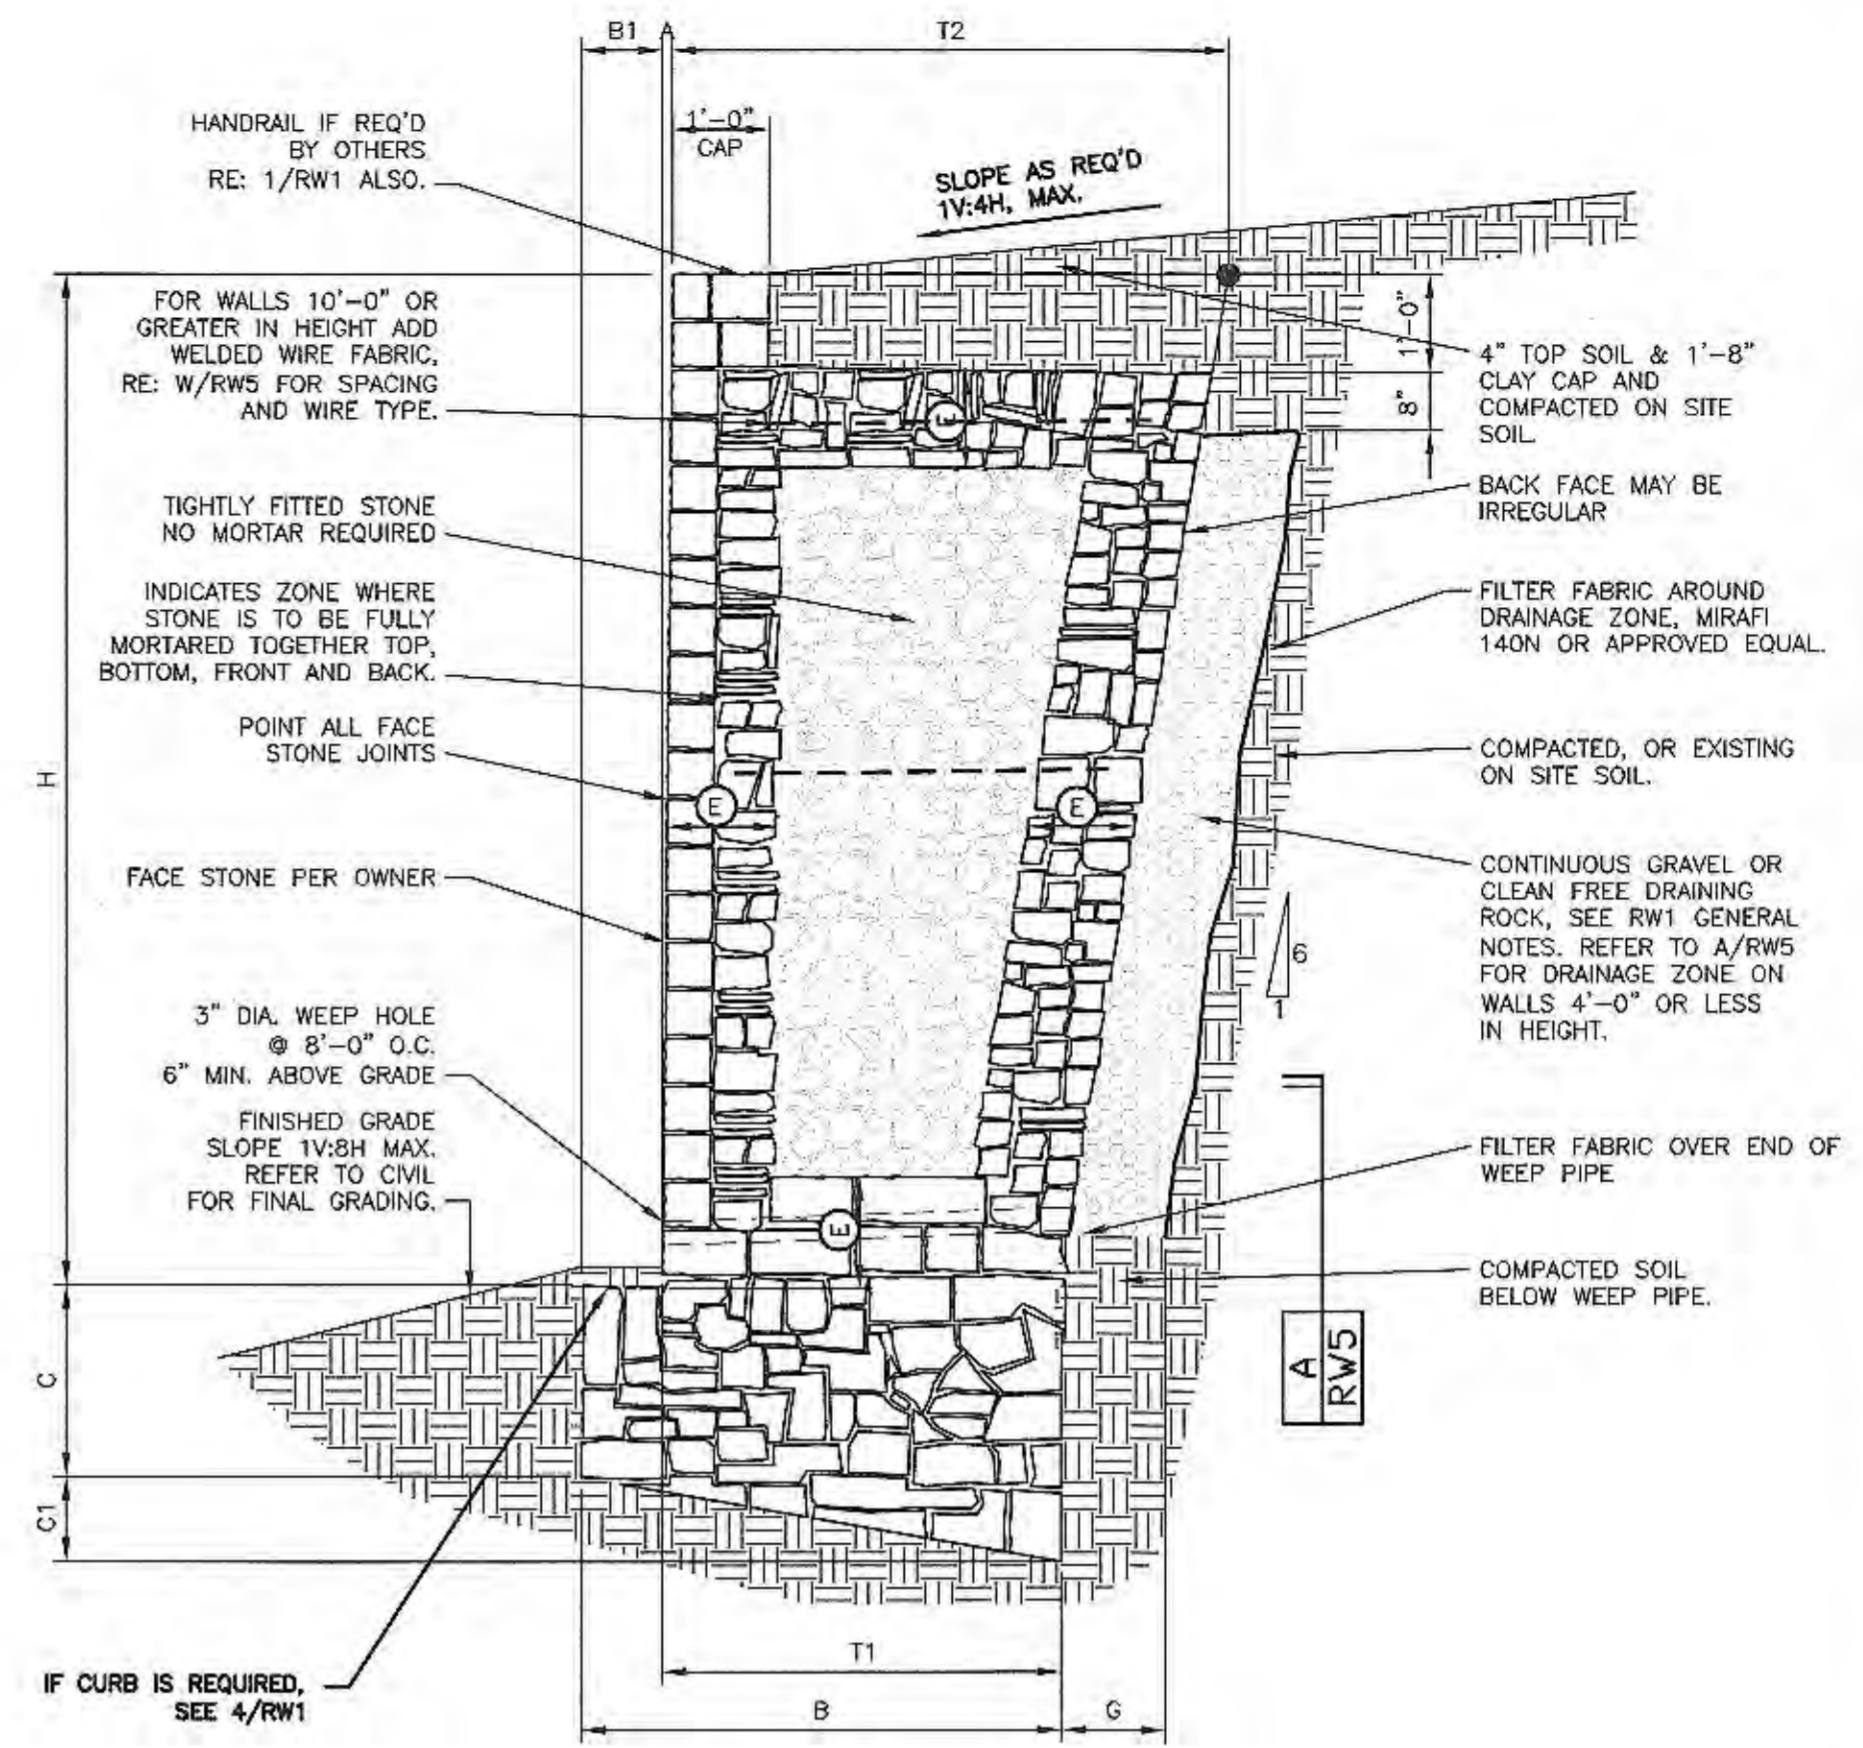 B1
A
T2
1'-0"
CAP
HANDRAIL IF REQ'D
BY OTHERS
RE: 1/RW1 ALSO.
SLOPE AS REQ'D
1V:4H, MAX.
FOR WALLS 10'-0" OR
GREATER IN HEIGHT ADD
WELDED WIRE FABRIC,
RE: W/RW5 FOR SPACING
AND WIRE TYPE.
TIGHTLY FITTED STONE
NO MORTAR REQUIRED
INDICATES ZONE WHERE
STONE IS TO BE FULLY
MORTARED TOGETHER TOP,
BOTTOM, FRONT AND BACK.
POINT ALL FACE
STONE JOINTS
FACE STONE PER OWNER
3" DIA. WEEP HOLE
@ 8'-0" O.C.
6" MIN. ABOVE GRADE
FINISHED GRADE
SLOPE 1V:8H MAX.
REFER TO CIVIL
FOR FINAL GRADING.
H
C
C1
IF CURB IS REQUIRED,
SEE 4/RW1
E
E
E
E
1'-0"
8"
4" TOP SOIL & 1'-8"
CLAY CAP AND
COMPACTED ON SITE
SOIL.
BACK FACE MAY BE
IRREGULAR
FILTER FABRIC AROUND
DRAINAGE ZONE, MIRAFI
140N OR APPROVED EQUAL.
COMPACTED, OR EXISTING
ON SITE SOIL.
CONTINUOUS GRAVEL OR
CLEAN FREE DRAINING
ROCK, SEE RW1 GENERAL
NOTES. REFER TO A/RW5
FOR DRAINAGE ZONE ON
WALLS 4'-0" OR LESS
IN HEIGHT.
6
1
FILTER FABRIC OVER END OF
WEEP PIPE
COMPACTED SOIL
BELOW WEEP PIPE.
A
RW5
T1
B
G